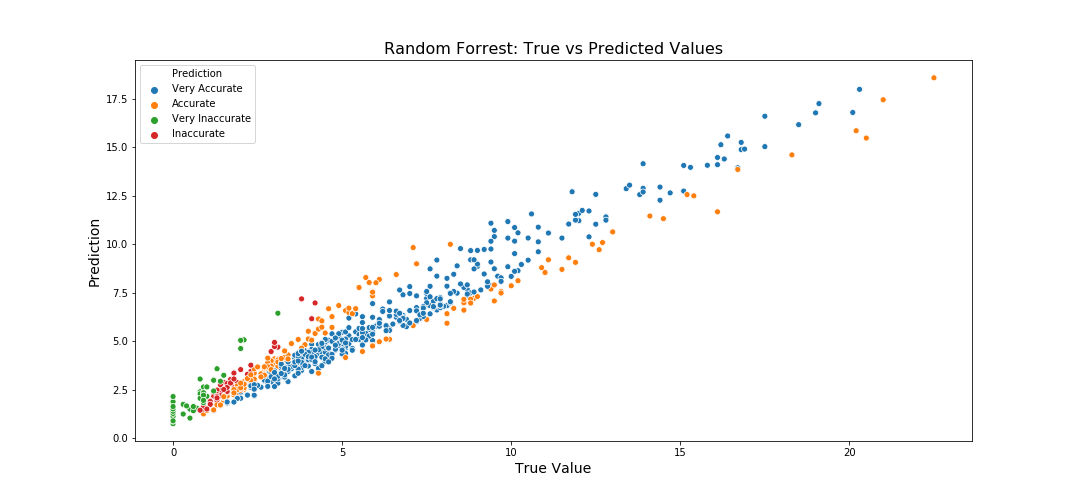 Random Forrest: True vs Predicted Values
Prediction
Very Accurate
Accurate
Very Inaccurate
Inaccurate
17.5
15.0
12.5
10.0
7.5
5.0
2.5
0.0
Prediction
0
5
10
15
20
True Value